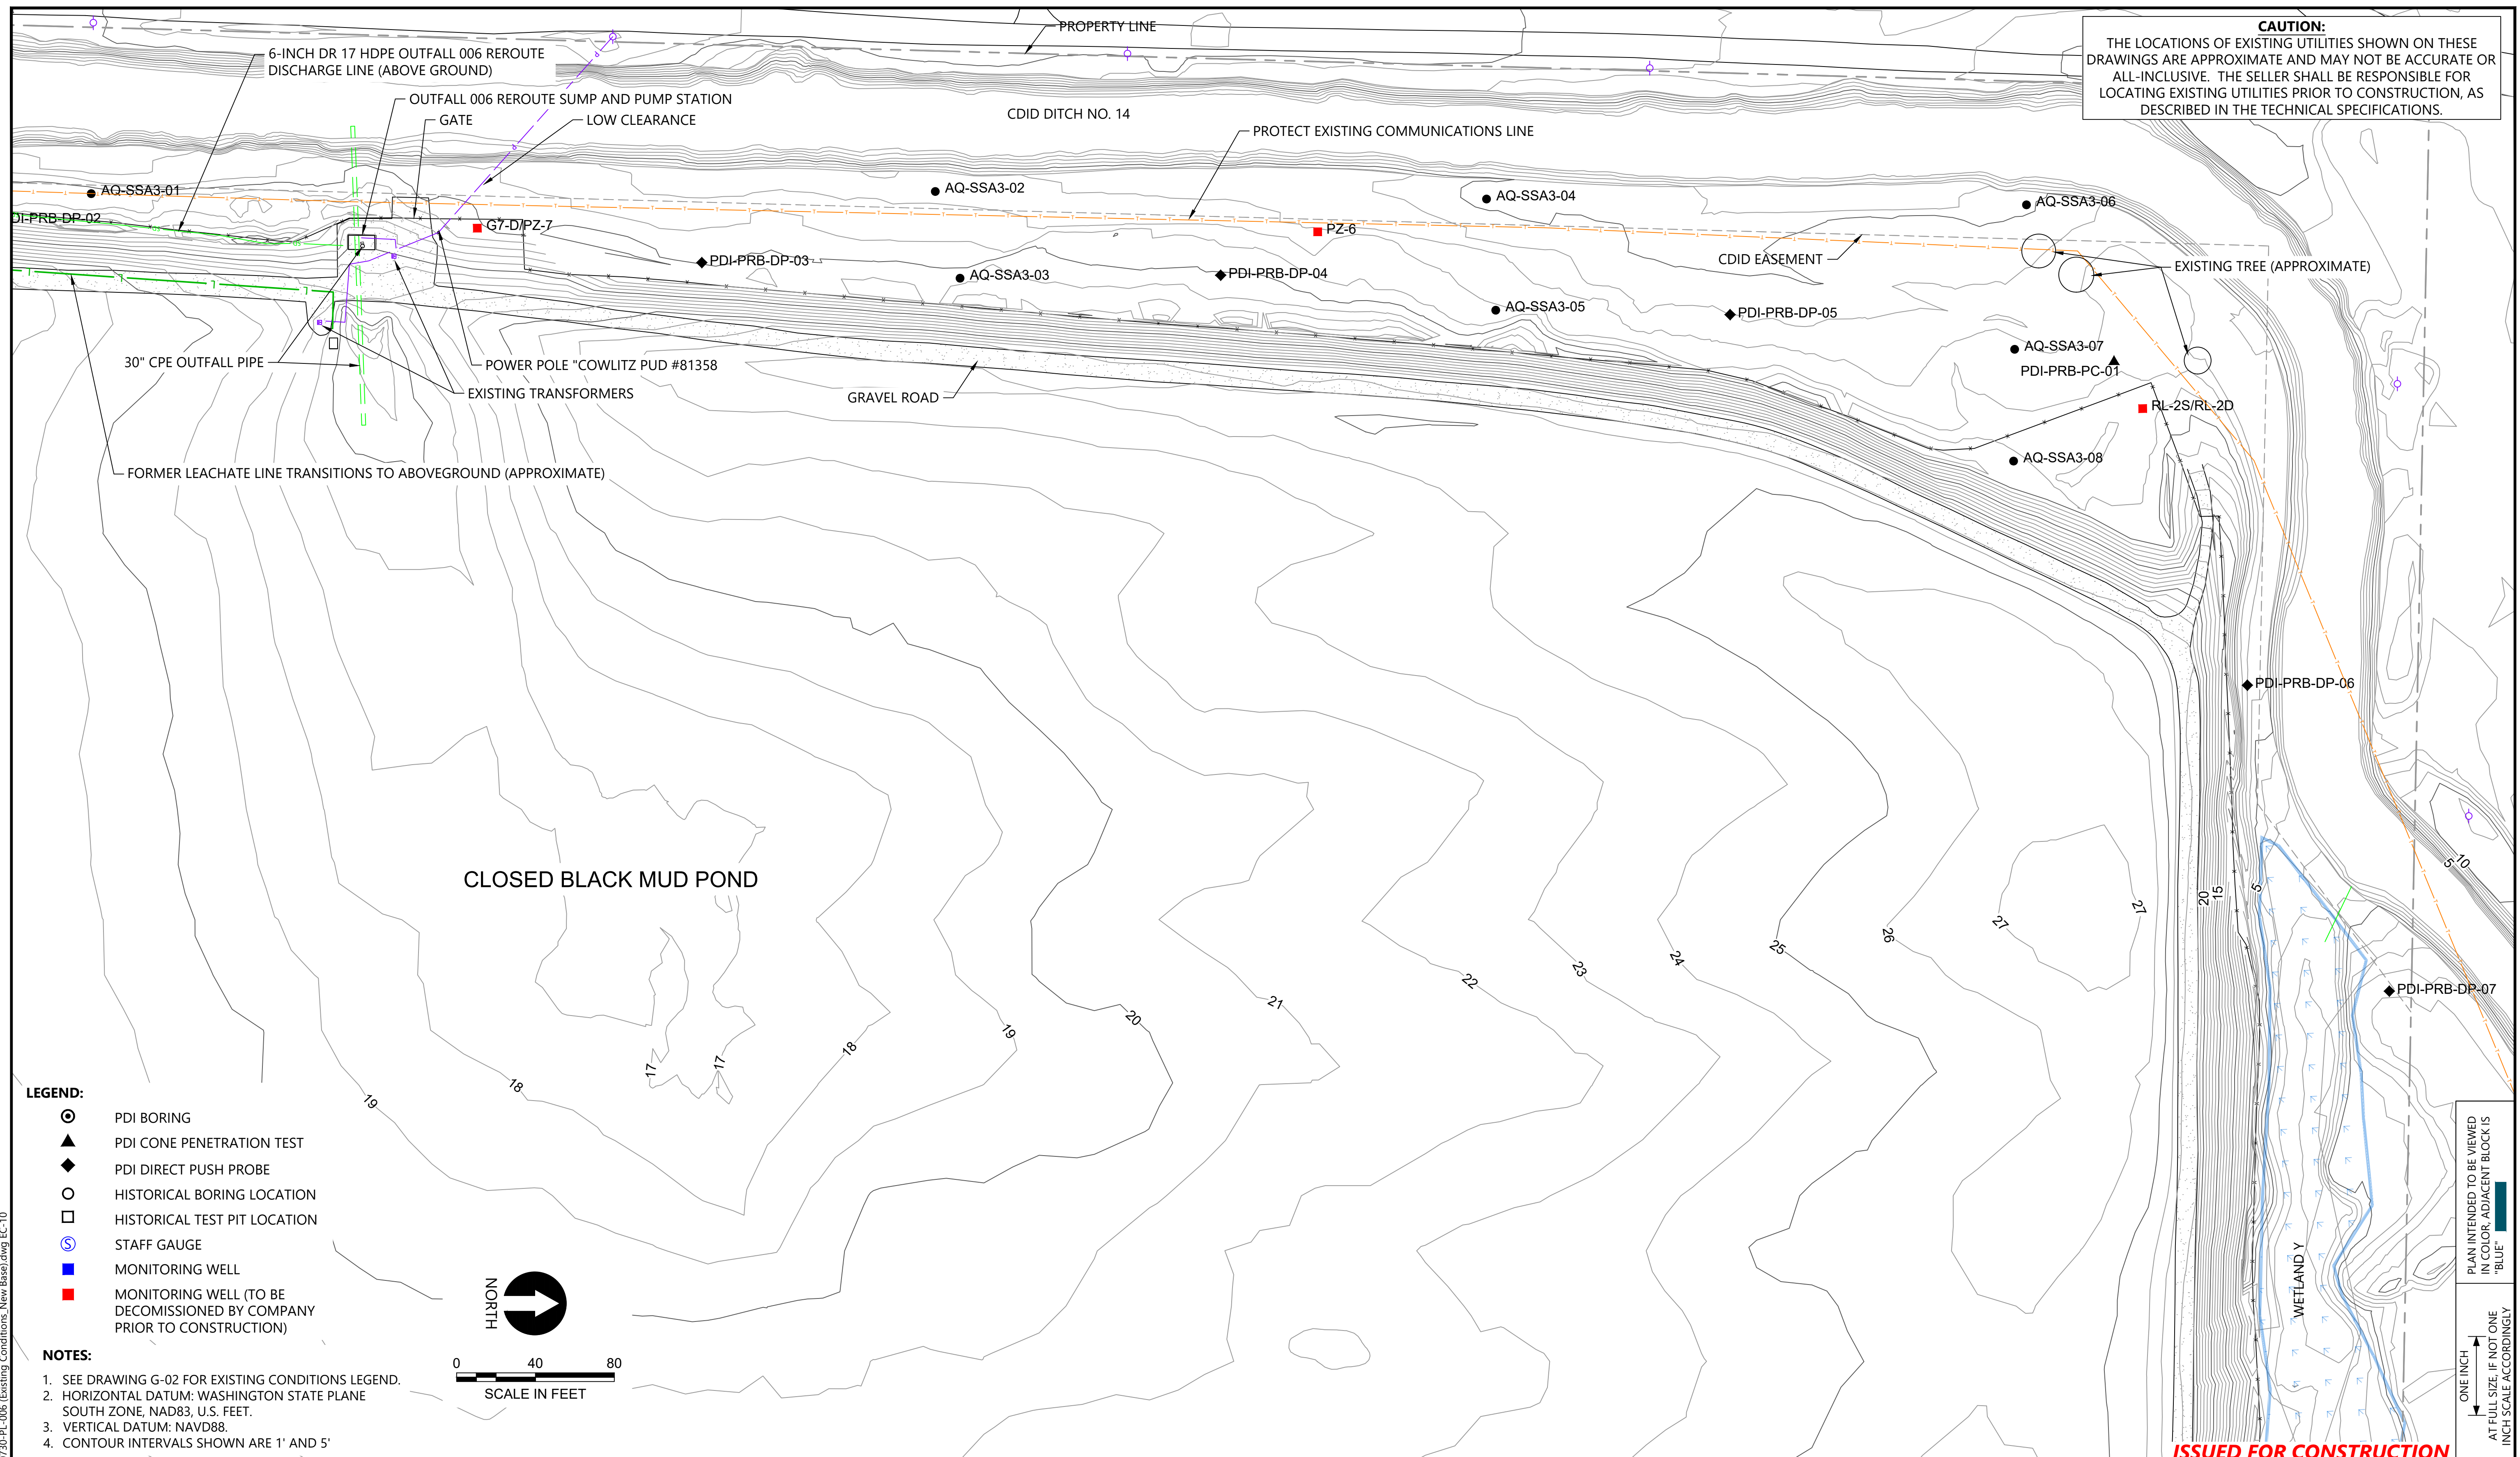 PROPERTY LINE
CAUTION:
THE LOCATIONS OF EXISTING UTILITIES SHOWN ON THESE
DRAWINGS ARE APPROXIMATE AND MAY NOT BE ACCURATE OR
ALL-INCLUSIVE. THE SELLER SHALL BE RESPONSIBLE FOR
LOCATING EXISTING UTILITIES PRIOR TO CONSTRUCTION, AS
DESCRIBED IN THE TECHNICAL SPECIFICATIONS.
6-INCH DR 17 HDPE OUTFALL 006 REROUTE
DISCHARGE LINE (ABOVE GROUND)
OUTFALL 006 REROUTE SUMP AND PUMP STATION
GATE
LOW CLEARANCE
CDID DITCH NO. 14
PROTECT EXISTING COMMUNICATIONS LINE
AQ-SSA3-01
AQ-SSA3-02
AQ-SSA3-04
AQ-SSA3-06
DI-PRB-DP-02
G7-D/PZ-7
PZ-6
PDI-PRB-DP-03
AQ-SSA3-03
PDI-PRB-DP-04
CDID EASEMENT
EXISTING TREE (APPROXIMATE)
AQ-SSA3-05
PDI-PRB-DP-05
AQ-SSA3-07
PDI-PRB-PC-01
30" CPE OUTFALL PIPE
POWER POLE "COWLITZ PUD #81358
EXISTING TRANSFORMERS
GRAVEL ROAD
RL-2S/RL-2D
AQ-SSA3-08
FORMER LEACHATE LINE TRANSITIONS TO ABOVEGROUND (APPROXIMATE)
PDI-PRB-DP-06
CLOSED BLACK MUD POND
5
10
20
15
5
27
27
26
25
24
23
22
21
20
19
18
17
17
18
19
PDI-PRB-DP-07
WETLAND Y
LEGEND:
PDI BORING
PDI CONE PENETRATION TEST
PDI DIRECT PUSH PROBE
HISTORICAL BORING LOCATION
HISTORICAL TEST PIT LOCATION
S STAFF GAUGE
MONITORING WELL
MONITORING WELL (TO BE
DECOMISSIONED BY COMPANY
PRIOR TO CONSTRUCTION)
NOTES:
1. SEE DRAWING G-02 FOR EXISTING CONDITIONS LEGEND.
2. HORIZONTAL DATUM: WASHINGTON STATE PLANE
SOUTH ZONE, NAD83, U.S. FEET.
3. VERTICAL DATUM: NAVD88.
4. CONTOUR INTERVALS SHOWN ARE 1' AND 5'
NORTH
0 40 80
SCALE IN FEET
PLAN INTENDED TO BE VIEWED
IN COLOR, ADJACENT BLOCK IS
"BLUE"
ONE INCH
AT FULL SIZE, IF NOT ONE
INCH SCALE ACCORDINGLY
ISSUED FOR CONSTRUCTION
730-PL-006 (Existing Conditions_New Base).dwg EC-10